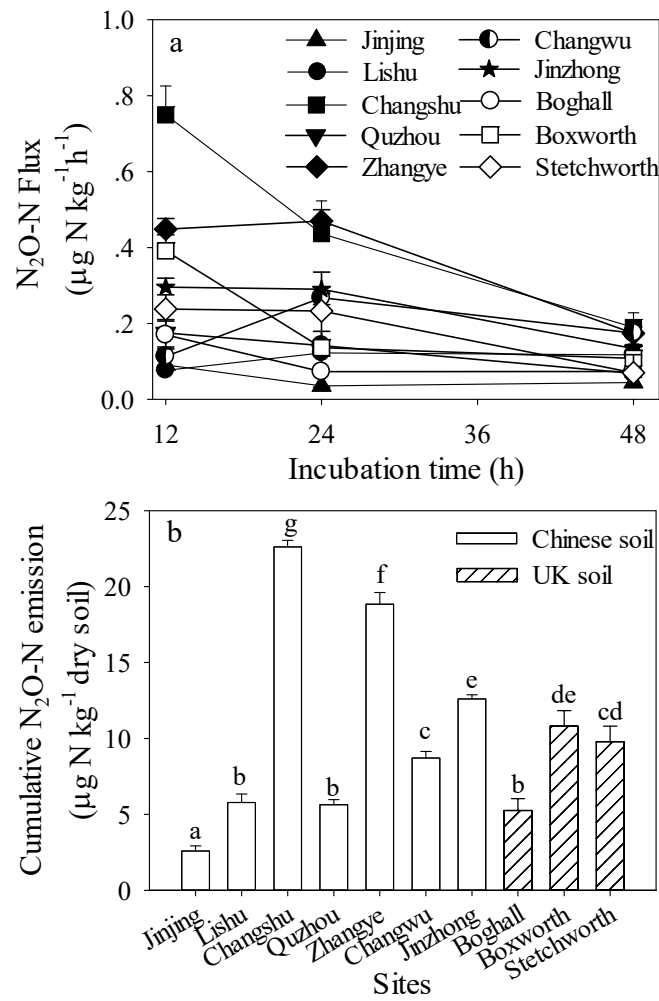 a
Jinjing
Lishu
Changshu
Quzhou
Zhangye
Changwu
Jinzhong
Boghall
Boxworth
Stetchworth
N₂O-N Flux
(μg N kg⁻¹h⁻¹)
1.0
.8
.6
.4
.2
0.0
12
24
36
48
Incubation time (h)
b
Chinese soil
UK soil
Cumulative N₂O-N emission
(μg N kg⁻¹ dry soil)
25
20
15
10
5
0
a
b
g
b
f
c
e
b
de
cd
Jinjing
Lishu
Changshu
Quzhou
Zhangye
Changwu
Jinzhong
Boghall
Boxworth
Stetchworth
Sites